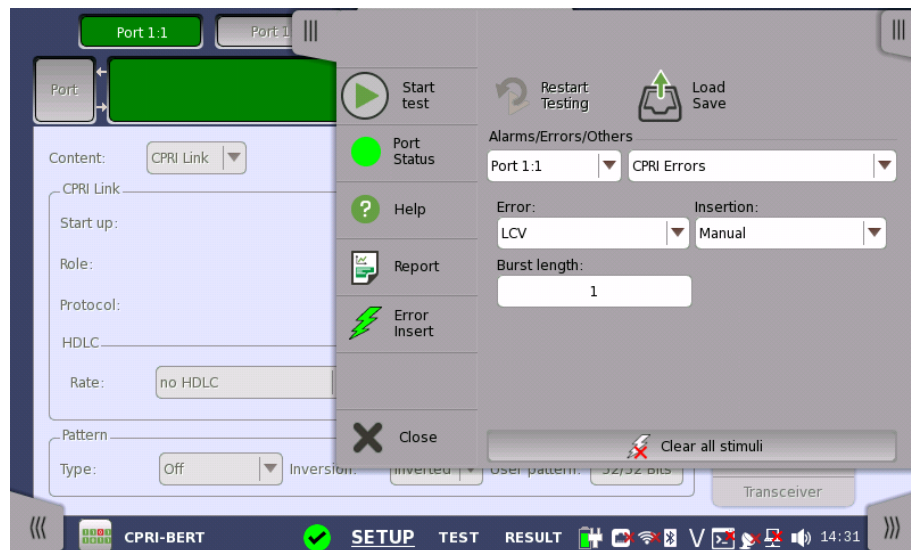 Port 1:1
Port 1
Port
Content:
CPRI Link
CPRI Link
Start up:
Role:
Protocol:
HDLC
Rate:
no HDLC
Pattern
Type:
Off
Inversion:
Inverted
User pattern:
32/32 Bits
Transceiver
Start
test
Port
Status
Help
Report
Error
Insert
Close
Restart
Testing
Load
Save
Alarms/Errors/Others
Port 1:1
CPRI Errors
Error:
Insertion:
LCV
Manual
Burst length:
1
Clear all stimuli
CPRI-BERT
SETUP
TEST
RESULT
14:31